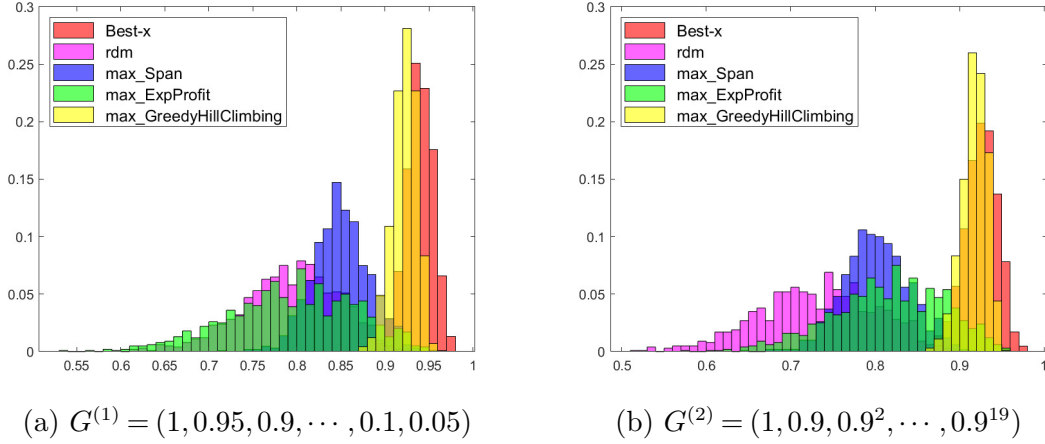 0.3
0.25
0.2
0.15
0.1
0.05
0
0.55 0.6 0.65 0.7 0.75 0.8 0.85 0.9 0.95 1
Best-x
rdm
max_Span
max_ExpProfit
max_GreedyHillClimbing
(a) G^{(1)} = (1, 0.95, 0.9, ⋯ , 0.1, 0.05)
0.3
0.25
0.2
0.15
0.1
0.05
0
0.5 0.6 0.7 0.8 0.9 1
Best-x
rdm
max_Span
max_ExpProfit
max_GreedyHillClimbing
(b) G^{(2)} = (1, 0.9, 0.9^2, ⋯ , 0.9^{19})